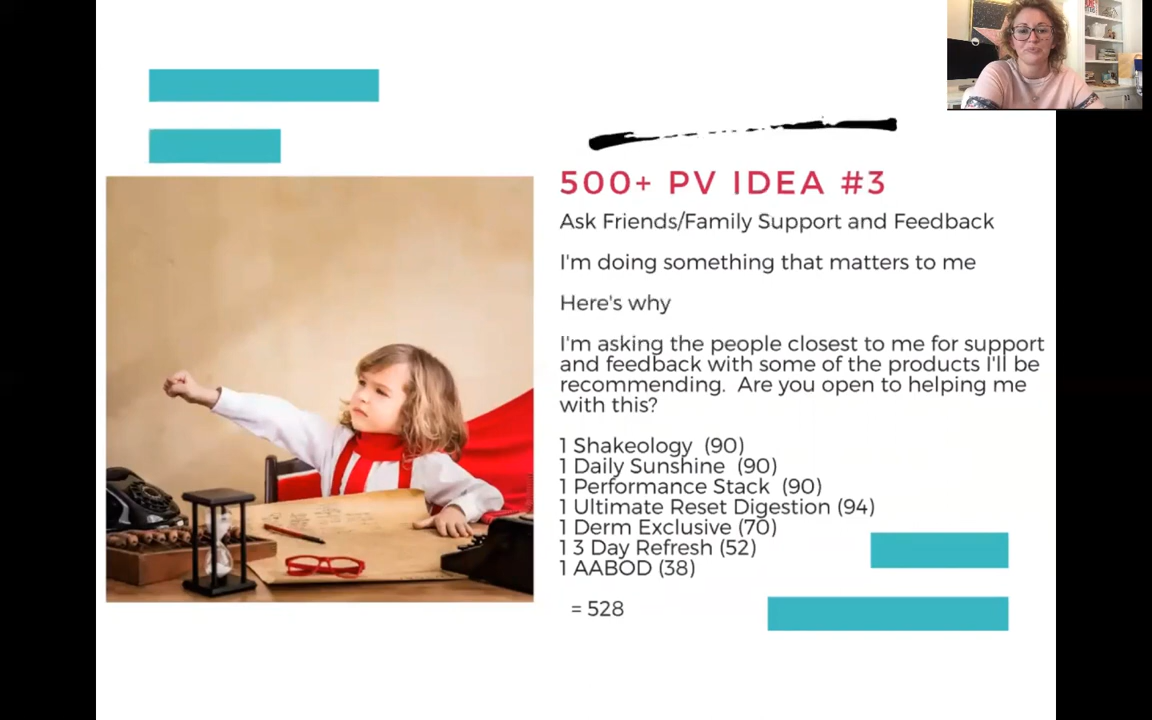 500+ PV IDEA #3
Ask Friends/Family Support and Feedback
I'm doing something that matters to me
Here's why
I'm asking the people closest to me for support
and feedback with some of the products I'll be
recommending. Are you open to helping me
with this?
1 Shakeology (90)
1 Daily Sunshine (90)
1 Performance Stack (90)
1 Ultimate Reset Digestion (94)
1 Derm Exclusive (70)
1 3 Day Refresh (52)
1 AABOD (38)
= 528